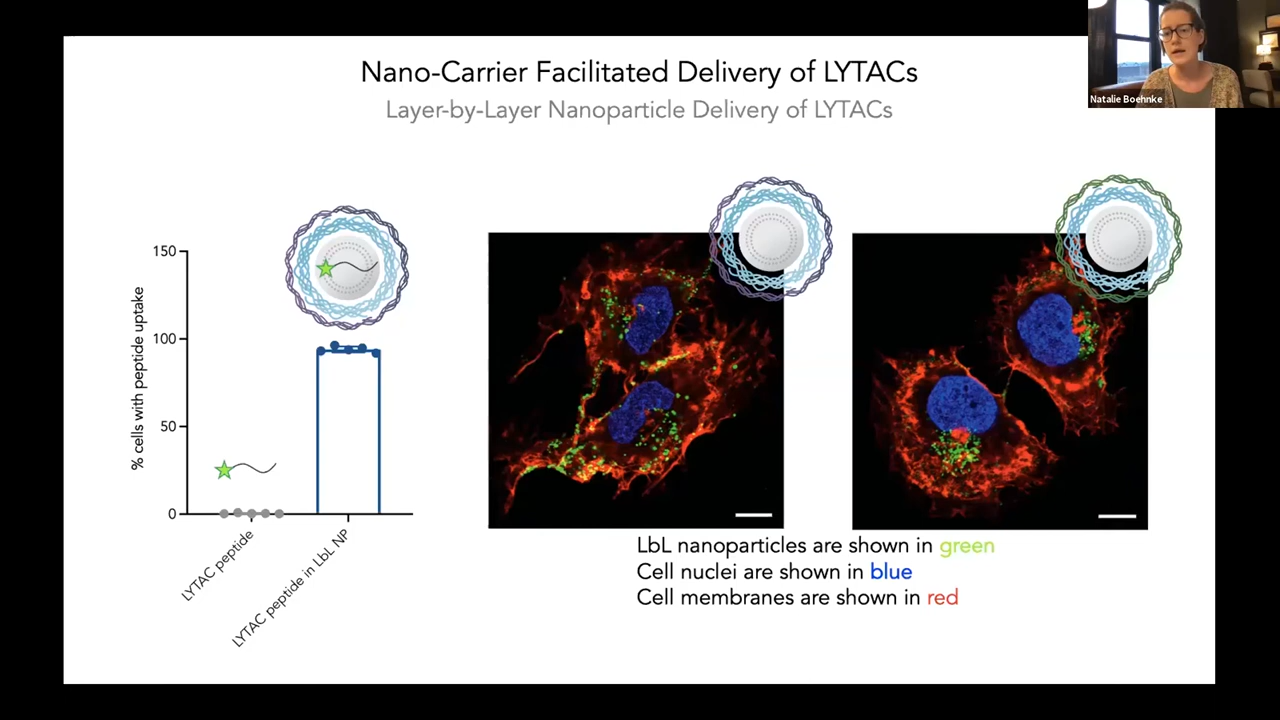 Nano-Carrier Facilitated Delivery of LYTACs
Layer-by-Layer Nanoparticle Delivery of LYTACs
Natalie Boehnke
% cells with peptide uptake
150
100
50
0
LYTAC peptide
LYTAC peptide in LbL NP
LbL nanoparticles are shown in green
Cell nuclei are shown in blue
Cell membranes are shown in red